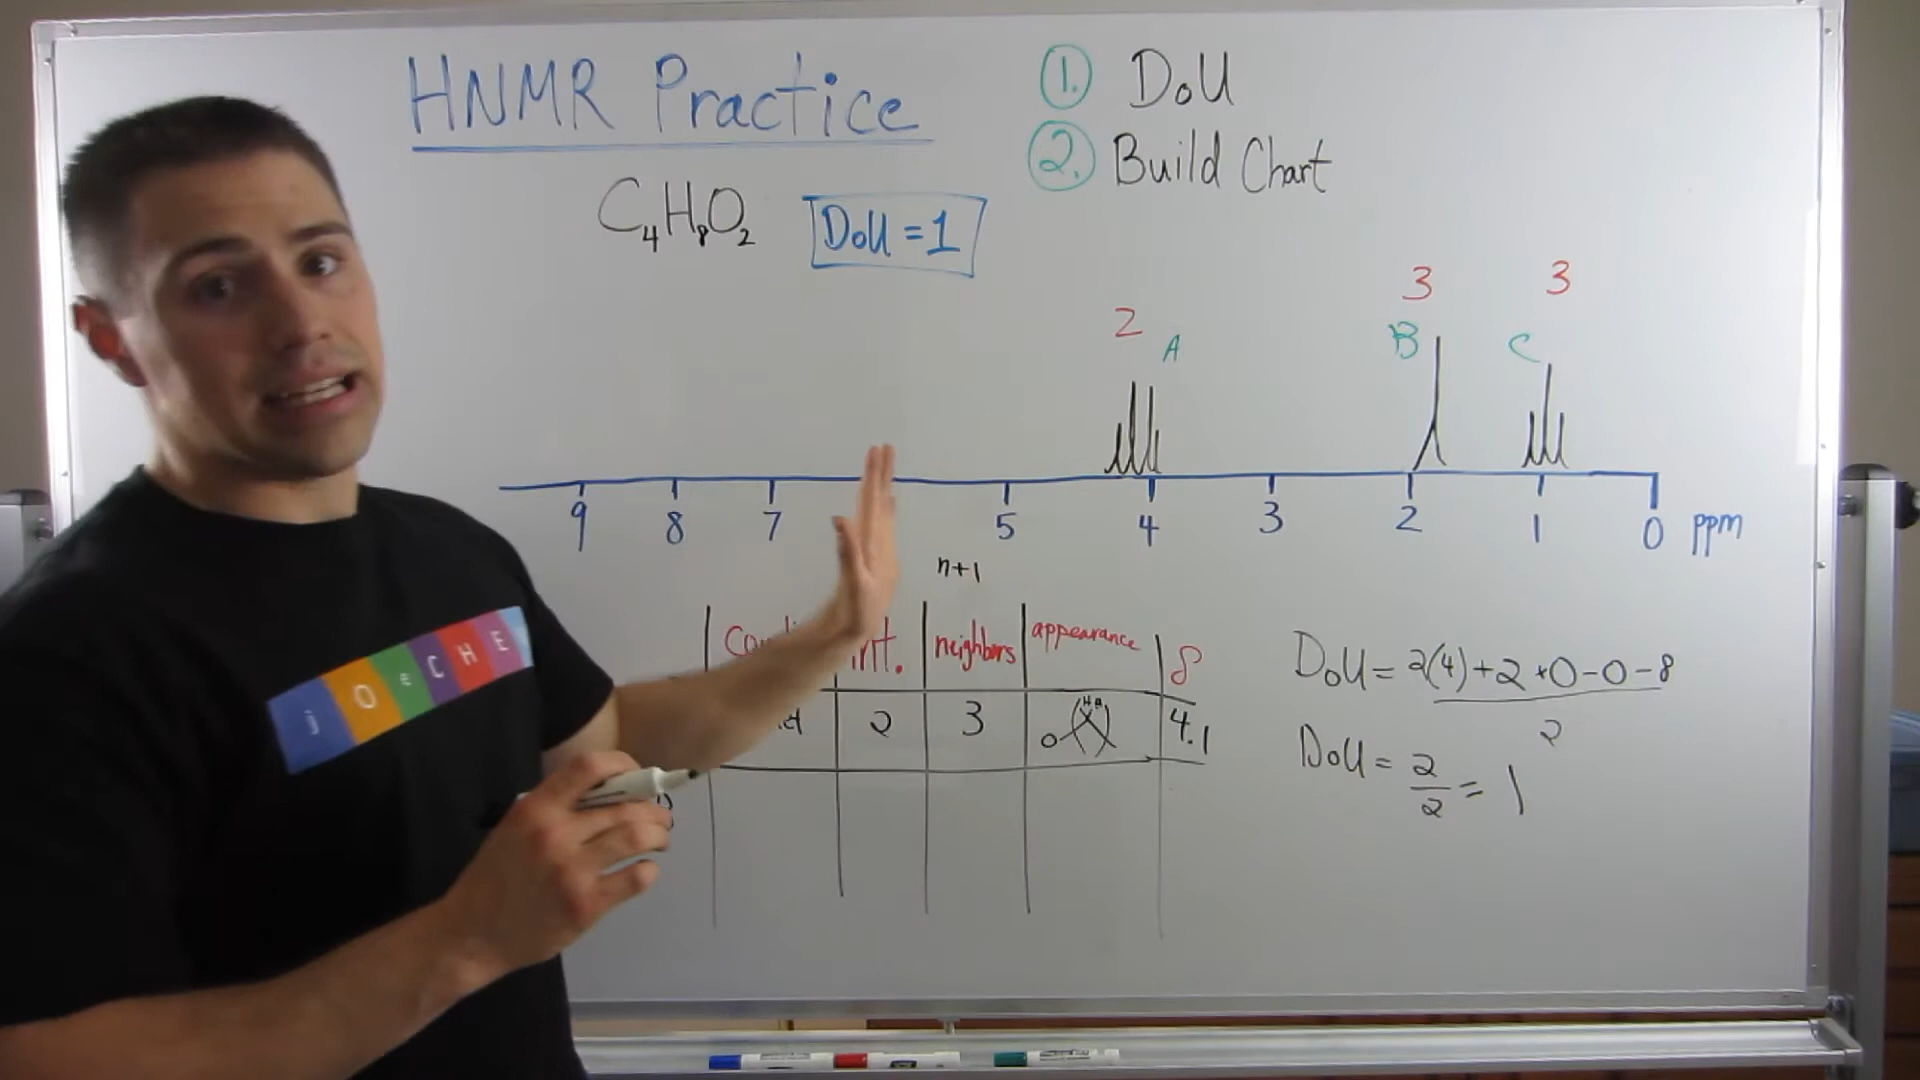 HNMR Practice
1. DoU
2. Build Chart
C4H8O2
DoU = 1
2 A
3
B
3
C
9 8 7 5 4 3 2 1 0 ppm
n+1
int. neighbors appearance δ
2 3 4.1
DoU = 2(4)+2+0-0-8
2
DoU = 2/2 = 1
O C H E